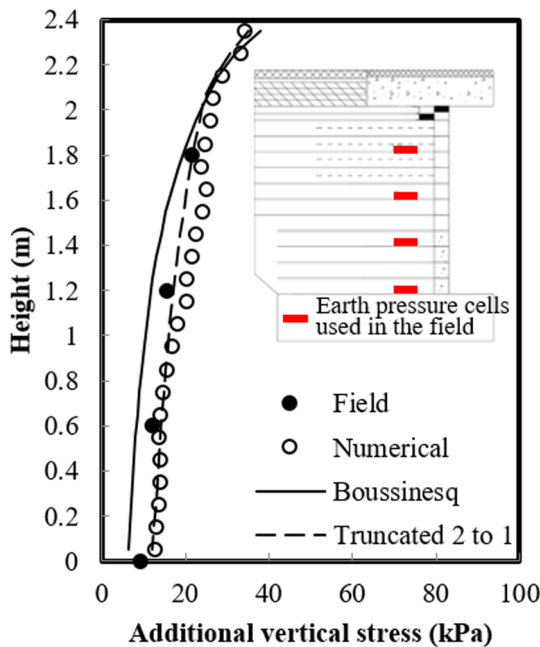 2.4
2.2
2
1.8
1.6
1.4
1.2
1
0.8
0.6
0.4
0.2
0
Height (m)
Earth pressure cells
used in the field
Field
Numerical
Boussinesq
Truncated 2 to 1
0 20 40 60 80 100
Additional vertical stress (kPa)